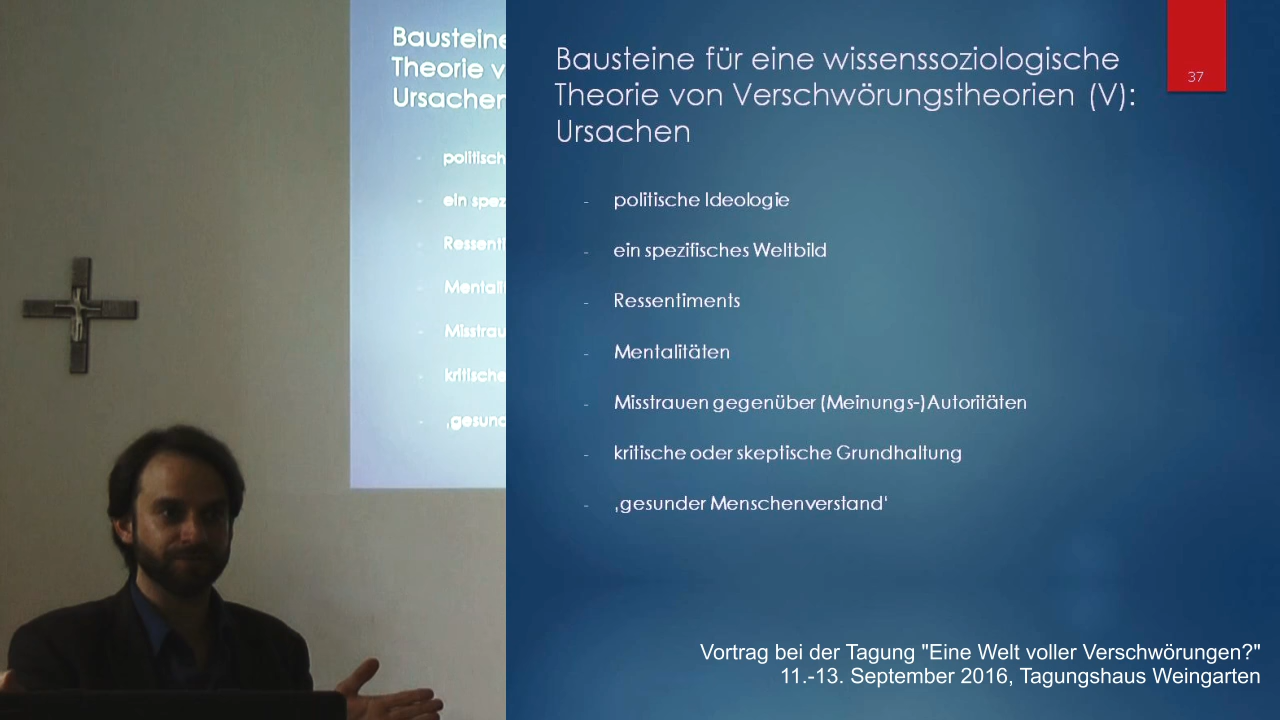 Bausteine
Theorie v
Ursachen
- politisch
- ein spez
- Ressenti
- Mentali
- Misstrau
- kritische
- ‚gesund
37
Bausteine für eine wissenssoziologische
Theorie von Verschwörungstheorien (V):
Ursachen
- politische Ideologie
- ein spezifisches Weltbild
- Ressentiments
- Mentalitäten
- Misstrauen gegenüber (Meinungs-)Autoritäten
- kritische oder skeptische Grundhaltung
- ‚gesunder Menschenverstand‘
Vortrag bei der Tagung "Eine Welt voller Verschwörungen?"
11.-13. September 2016, Tagungshaus Weingarten